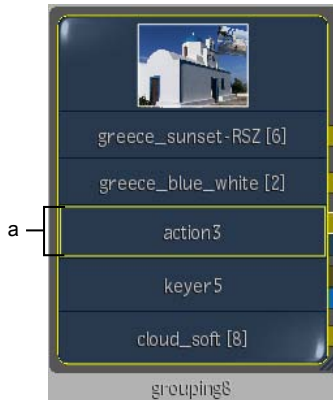 greece_sunset-RSZ [6]
greece_blue_white [2]
a
action3
keyer5
cloud_soft [8]
grouping8